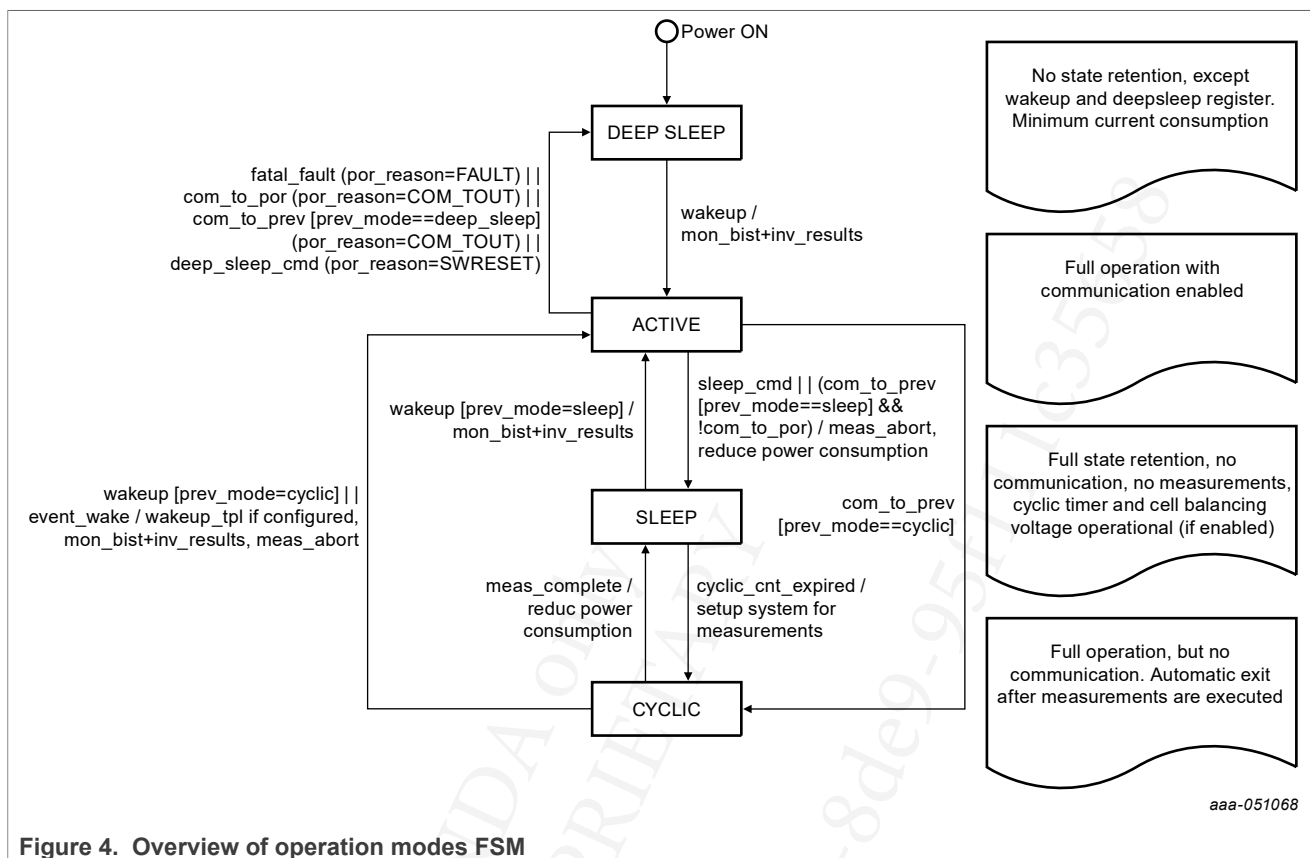 Power ON
DEEP SLEEP
fatal_fault (por_reason=FAULT) ||
com_to_por (por_reason=COM_TOUT) ||
com_to_prev [prev_mode==deep_sleep]
(por_reason=COM_TOUT) ||
deep_sleep_cmd (por_reason=SWRESET)
wakeup /
mon_bist+inv_results
ACTIVE
wakeup [prev_mode=sleep] /
mon_bist+inv_results
sleep_cmd || (com_to_prev
[prev_mode==sleep] &&
!com_to_por) / meas_abort,
reduce power consumption
wakeup [prev_mode=cyclic] ||
event_wake / wakeup_tpl if configured,
mon_bist+inv_results, meas_abort
SLEEP
com_to_prev
[prev_mode==cyclic]
meas_complete /
reduc power
consumption
cyclic_cnt_expired /
setup system for
measurements
CYCLIC
No state retention, except
wakeup and deepsleep register.
Minimum current consumption
Full operation with
communication enabled
Full state retention, no
communication, no measurements,
cyclic timer and cell balancing
voltage operational (if enabled)
Full operation, but no
communication. Automatic exit
after measurements are executed
aaa-051068
Figure 4. Overview of operation modes FSM